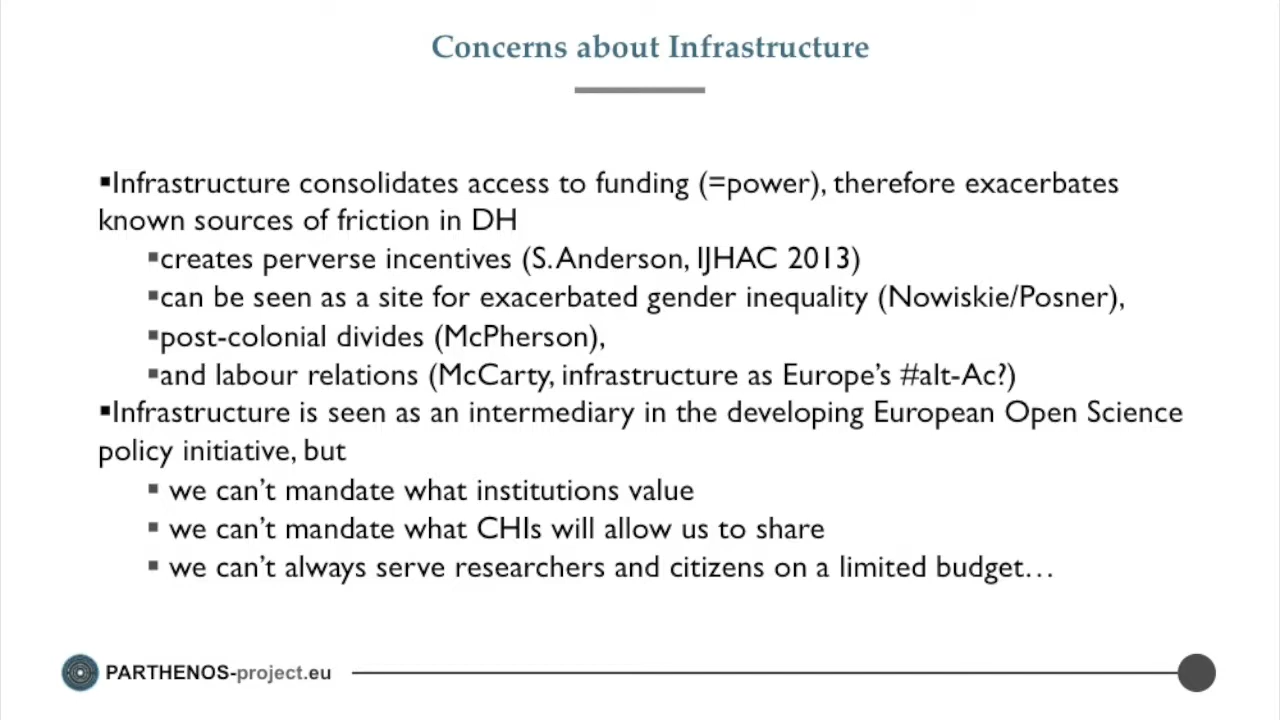 Concerns about Infrastructure
▪Infrastructure consolidates access to funding (=power), therefore exacerbates
known sources of friction in DH
▪creates perverse incentives (S. Anderson, IJHAC 2013)
▪can be seen as a site for exacerbated gender inequality (Nowiskie/Posner),
▪post-colonial divides (McPherson),
▪and labour relations (McCarty, infrastructure as Europe’s #alt-Ac?)
▪Infrastructure is seen as an intermediary in the developing European Open Science
policy initiative, but
▪ we can’t mandate what institutions value
▪ we can’t mandate what CHIs will allow us to share
▪ we can’t always serve researchers and citizens on a limited budget…
PARTHENOS-project.eu